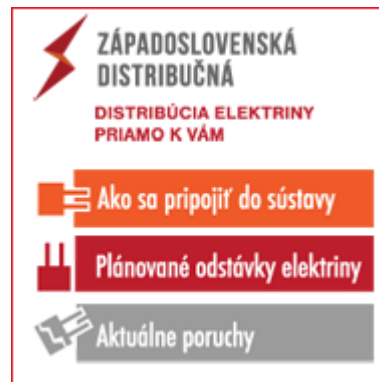 ZÁPADOSLOVENSKÁ
DISTRIBUČNÁ
DISTRIBÚCIA ELEKTRINY
PRIAMO K VÁM
Ako sa pripojiť do sústavy
Plánované odstávky elektriny
Aktuálne poruchy